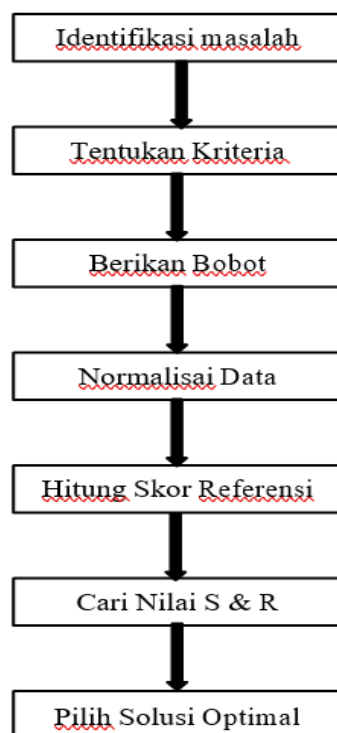 Identifikasi masalah
Tentukan Kriteria
Berikan Bobot
Normalisai Data
Hitung Skor Referensi
Cari Nilai S & R
Pilih Solusi Optimal